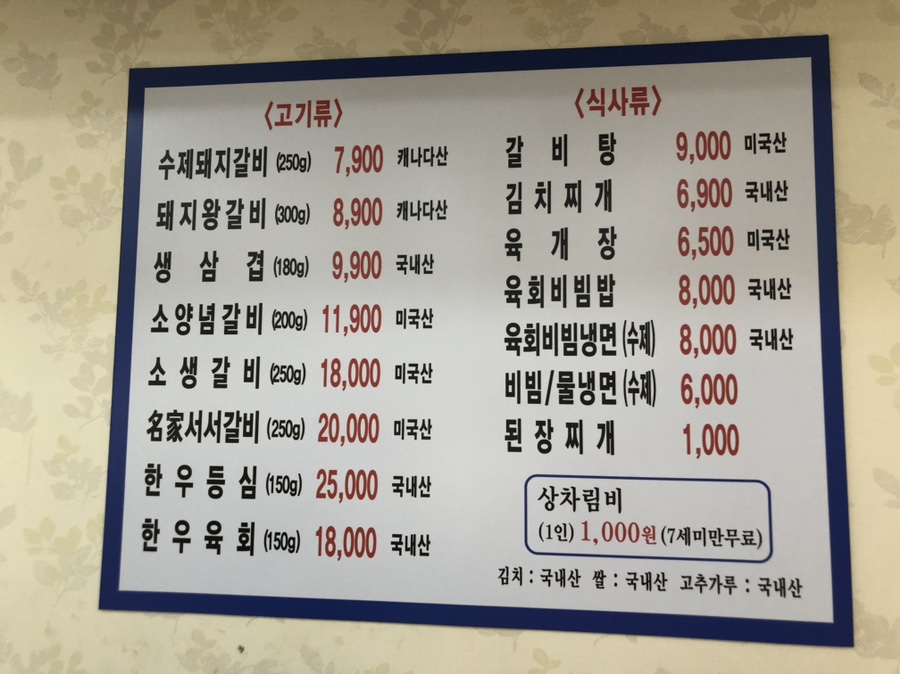 <고기류>
수제돼지갈비 (250g) 7,900 캐나다산
돼지왕갈비 (300g) 8,900 캐나다산
생삼겹 (180g) 9,900 국내산
소양념갈비 (200g) 11,900 미국산
소생갈비 (250g) 18,000 미국산
名家서서갈비 (250g) 20,000 미국산
한우등심 (150g) 25,000 국내산
한우육회 (150g) 18,000 국내산
<식사류>
갈비탕 9,000 미국산
김치찌개 6,900 국내산
육개장 6,500 미국산
육회비빔밥 8,000 국내산
육회비빔냉면 (수제) 8,000 국내산
비빔/물냉면 (수제) 6,000
된장찌개 1,000
상차림비
(1인) 1,000원 (7세미만무료)
김치 : 국내산 쌀 : 국내산 고추가루 : 국내산